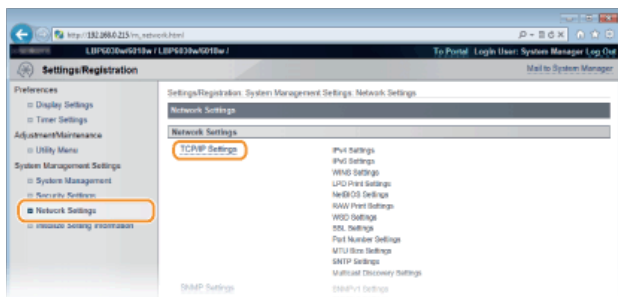 http://192.168.0.215/m_network.html
LBP6030w/6018w / LBP6030w/6018w /
To Portal Login User: System Manager Log Out
Settings/Registration
Mail to System Manager
Preferences
Display Settings
Timer Settings
Adjustment/Maintenance
Utility Menu
System Management Settings
System Management
Security Settings
Network Settings
Initialize Setting Information
Settings/Registration: System Management Settings: Network Settings
Network Settings
Network Settings
TCP/IP Settings
IPv4 Settings
IPv6 Settings
WINS Settings
LPD Print Settings
NetBIOS Settings
RAW Print Settings
WSD Settings
SSL Settings
Port Number Settings
MTU Size Settings
SNTP Settings
Multicast Discovery Settings
SNMP Settings
SNMPv1 Settings